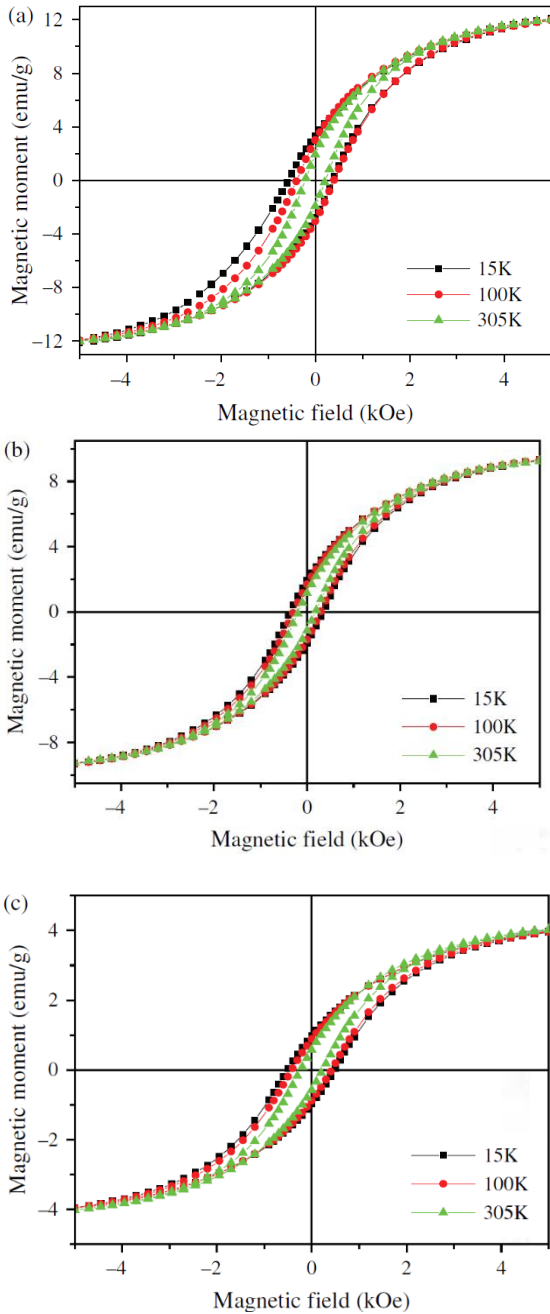 (a)
12
8
4
0
−4
−8
−12
Magnetic moment (emu/g)
15K
100K
305K
−4 −2 0 2 4
Magnetic field (kOe)
(b)
8
4
0
−4
−8
Magnetic moment (emu/g)
15K
100K
305K
−4 −2 0 2 4
Magnetic field (kOe)
(c)
4
2
0
−2
−4
Magnetic moment (emu/g)
15K
100K
305K
−4 −2 0 2 4
Magnetic field (kOe)